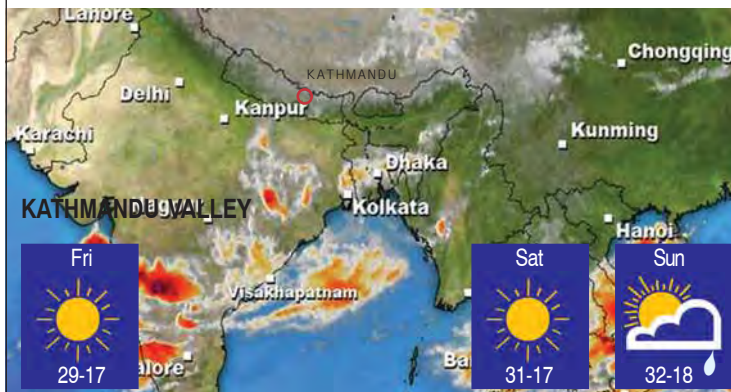 Lahore
KATHMANDU
Chongqing
Delhi
Kanpur
Karachi
Kunming
Dhaka
KATHMANDU VALLEY
Kolkata
Hanoi
Fri
Sat
Sun
Visakhapatnam
29-17
31-17
32-18